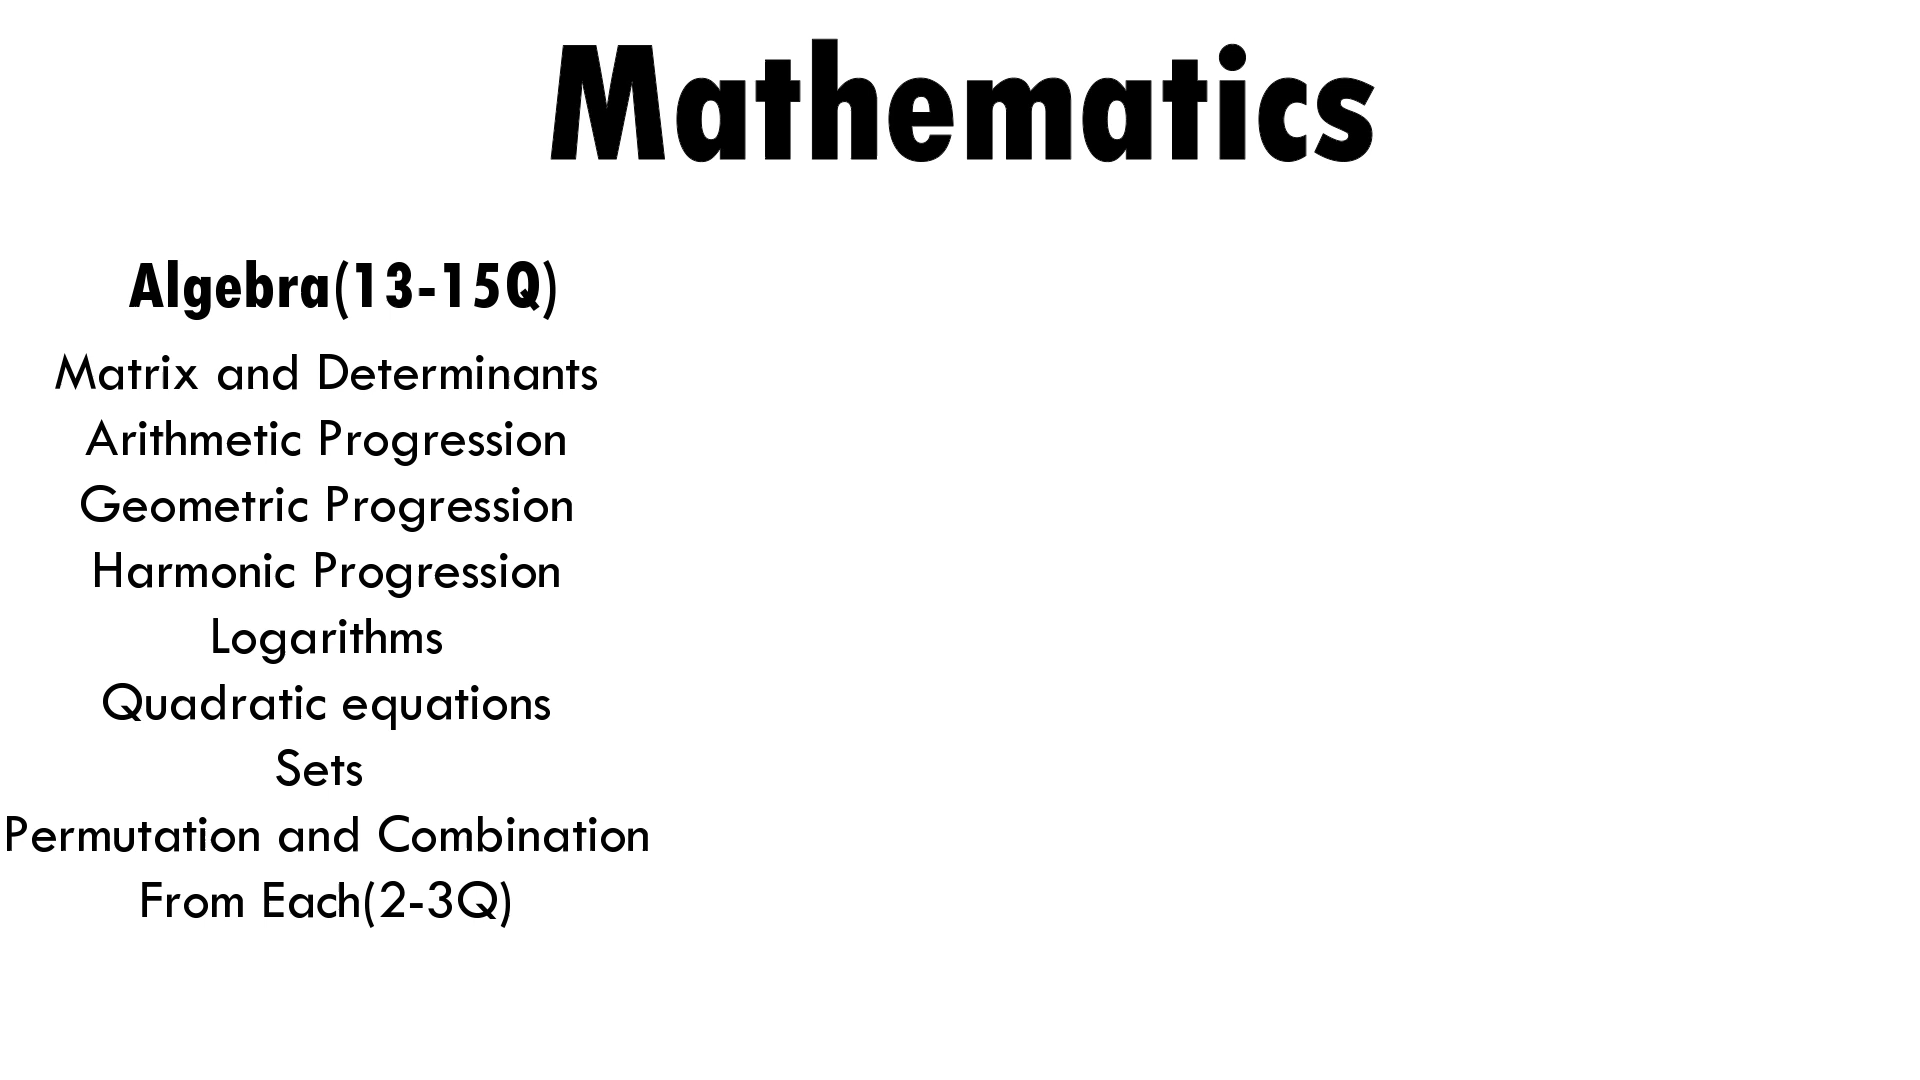 Mathematics
Algebra(13-15Q)
Matrix and Determinants
Arithmetic Progression
Geometric Progression
Harmonic Progression
Logarithms
Quadratic equations
Sets
Permutation and Combination
From Each(2-3Q)